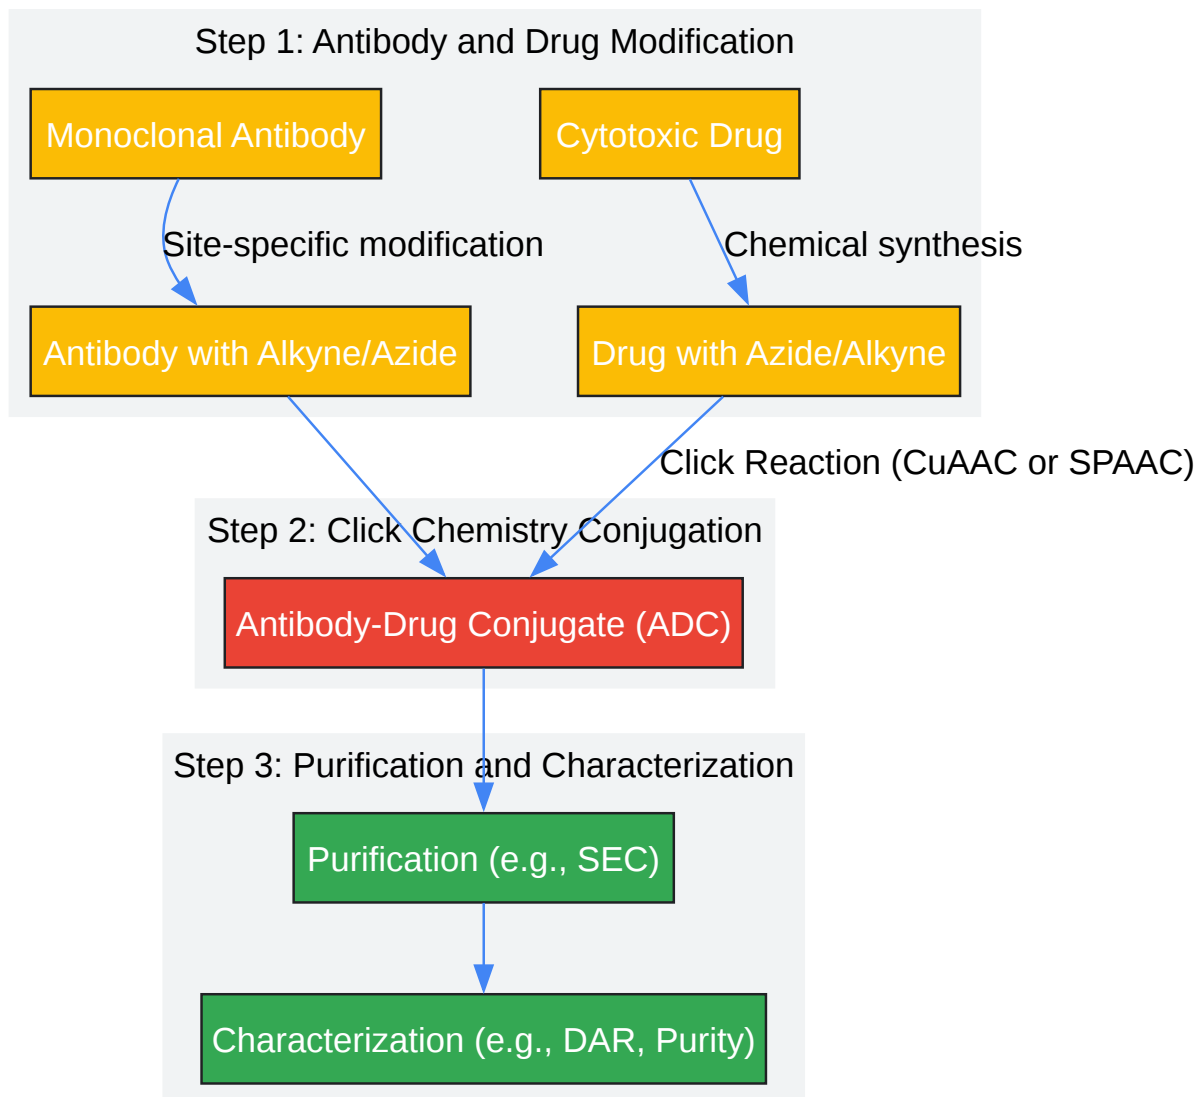 Step 1: Antibody and Drug Modification
Monoclonal Antibody
Cytotoxic Drug
Site-specific modification
Chemical synthesis
Antibody with Alkyne/Azide
Drug with Azide/Alkyne
Click Reaction (CuAAC or SPAAC)
Step 2: Click Chemistry Conjugation
Antibody-Drug Conjugate (ADC)
Step 3: Purification and Characterization
Purification (e.g., SEC)
Characterization (e.g., DAR, Purity)